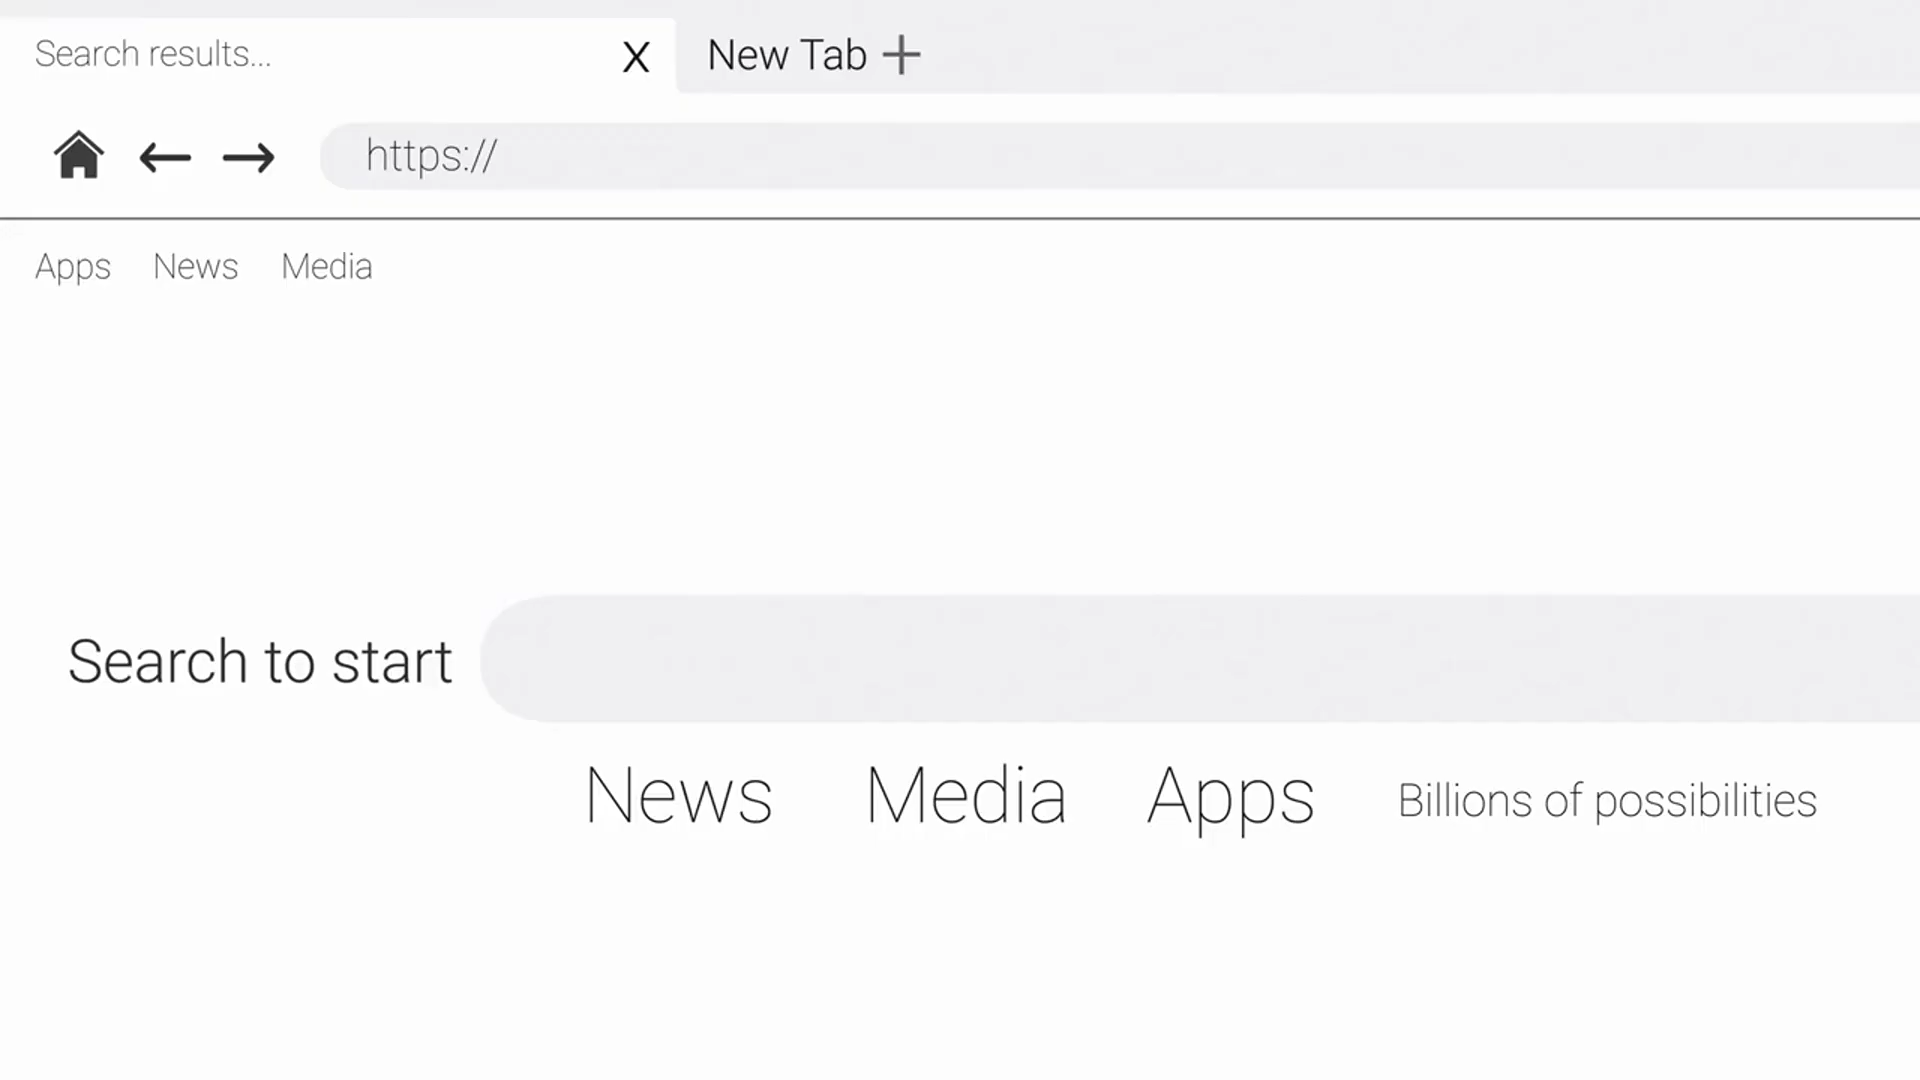 Search results... X New Tab +
https://
Apps News Media
Search to start
News Media Apps Billions of possibilities